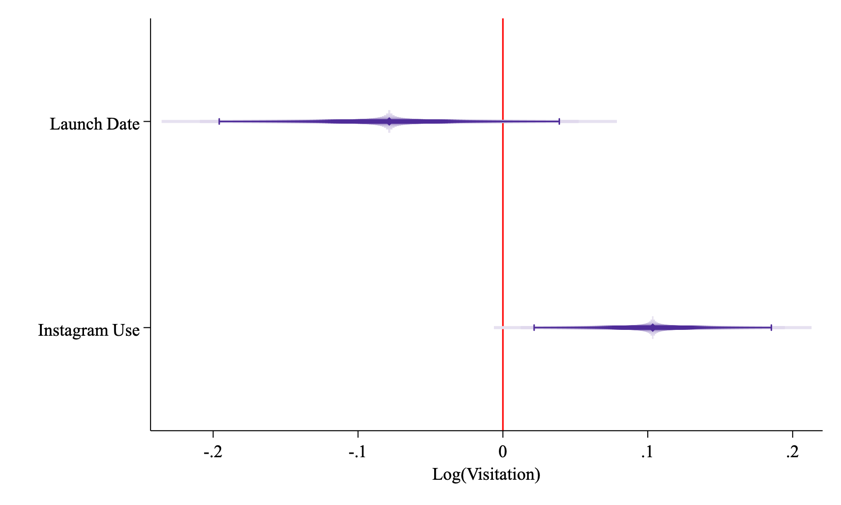 Launch Date
Instagram Use
-.2 -.1 0 .1 .2
Log(Visitation)